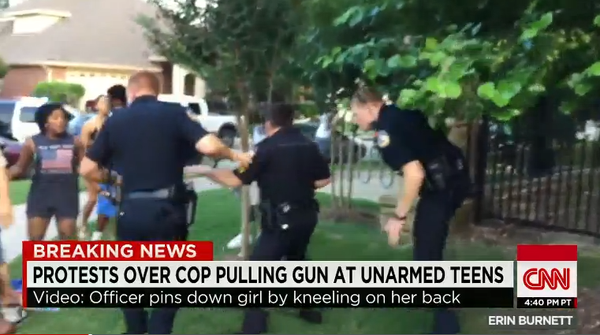 BREAKING NEWS
PROTESTS OVER COP PULLING GUN AT UNARMED TEENS
Video: Officer pins down girl by kneeling on her back
CNN
4:40 PM PT
ERIN BURNETT